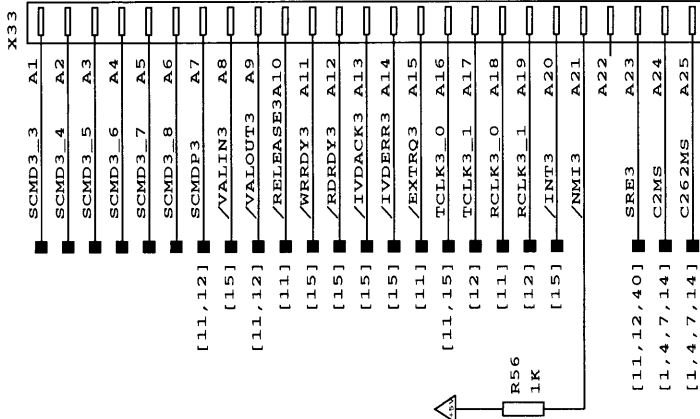 X33
SCMD3_3 A1
SCMD3_4 A2
SCMD3_5 A3
SCMD3_6 A4
SCMD3_7 A5
SCMD3_8 A6
[11,12] SCMDP3 A7
[15] /VALIN3 A8
[11,12] /VALOUT3 A9
[11] /RELEASE3 A10
[15] /WRRDY3 A11
[15] /RDRDY3 A12
[15] /IVDACK3 A13
[15] /IVDERR3 A14
[11] /EXTRQ3 A15
[11,15] TCLK3_0 A16
[12] TCLK3_1 A17
[11] RCLK3_0 A18
[12] RCLK3_1 A19
[15] /INT3 A20
/NMI3 A21
A22
[11,12,40] SRE3 A23
[1,4,7,14] C2MS A24
[1,4,7,14] C262MS A25
+5V
R56
1K